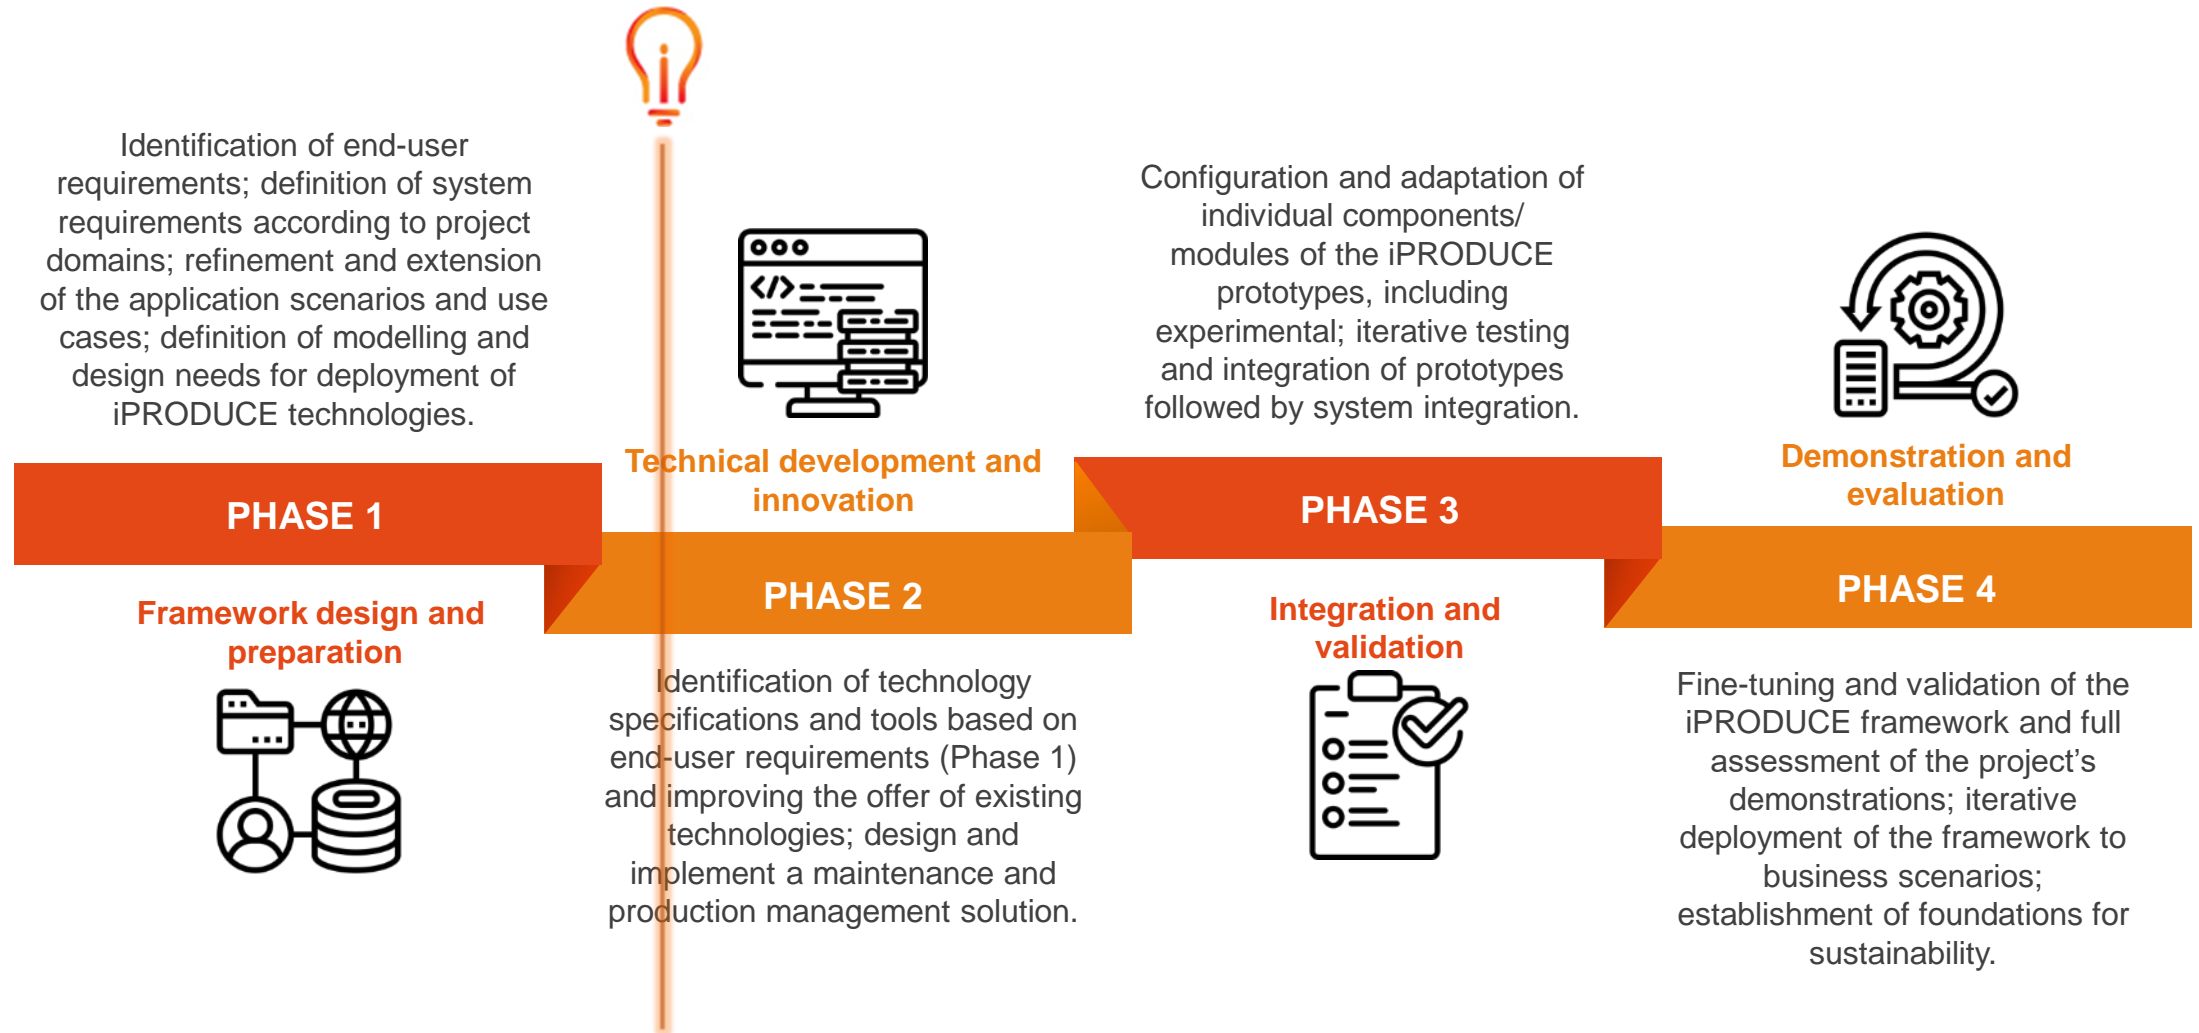 Identification of end-user
requirements; definition of system
requirements according to project
domains; refinement and extension
of the application scenarios and use
cases; definition of modelling and
design needs for deployment of
iPRODUCE technologies.
PHASE 1
Framework design and
preparation
Technical development and
innovation
PHASE 2
Identification of technology
specifications and tools based on
end-user requirements (Phase 1)
and improving the offer of existing
technologies; design and
implement a maintenance and
production management solution.
Configuration and adaptation of
individual components/
modules of the iPRODUCE
prototypes, including
experimental; iterative testing
and integration of prototypes
followed by system integration.
PHASE 3
Integration and
validation
Demonstration and
evaluation
PHASE 4
Fine-tuning and validation of the
iPRODUCE framework and full
assessment of the project’s
demonstrations; iterative
deployment of the framework to
business scenarios;
establishment of foundations for
sustainability.